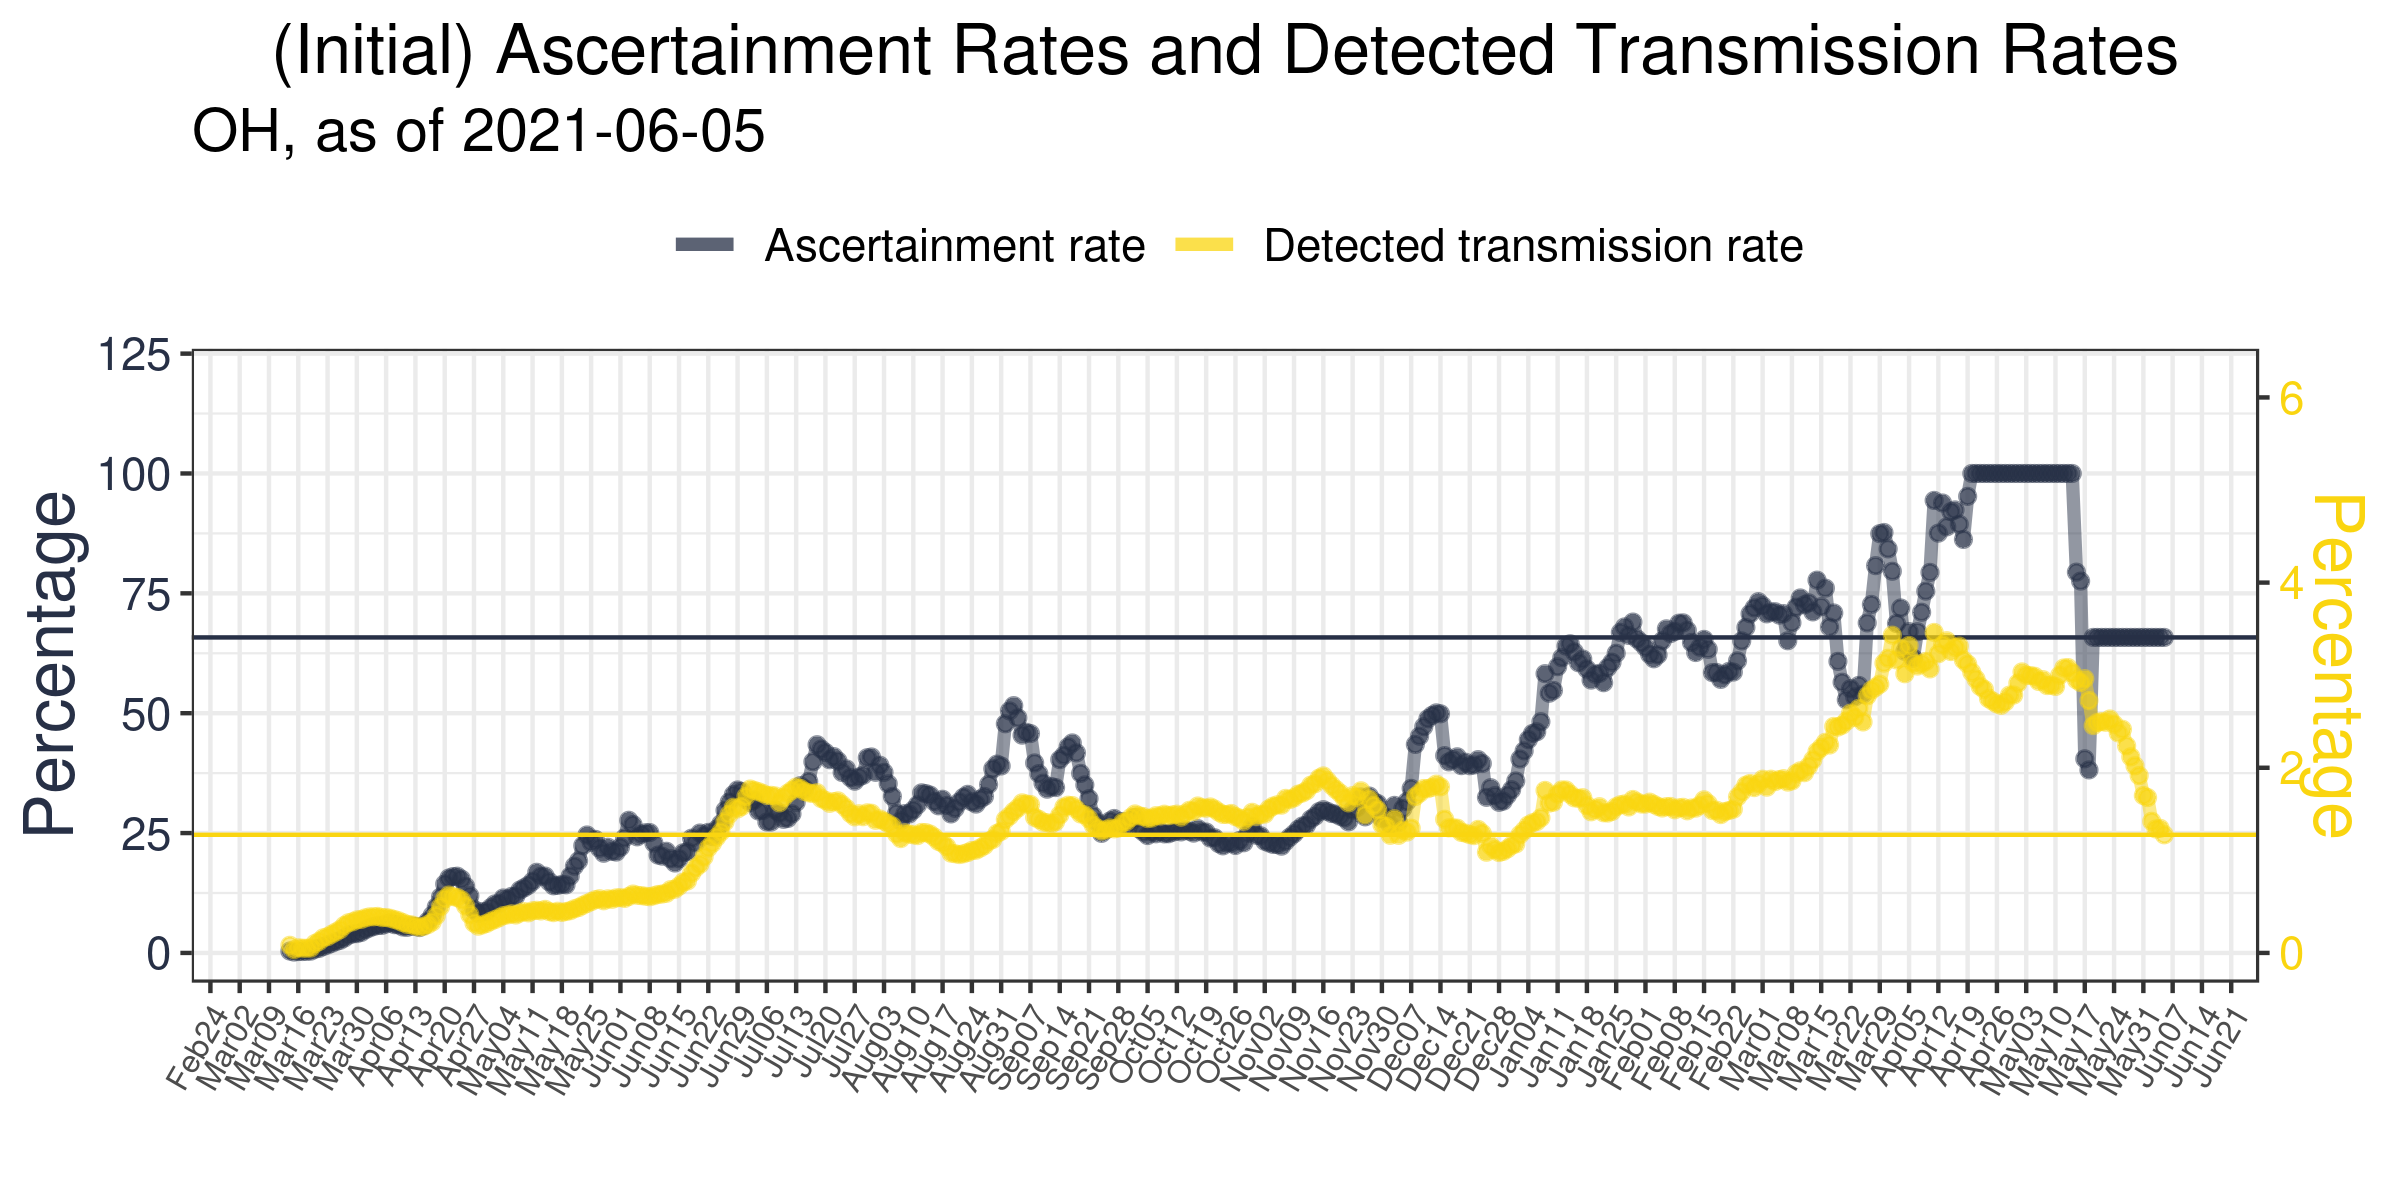 (Initial) Ascertainment Rates and Detected Transmission Rates
OH, as of 2021-06-05
Ascertainment rate
Detected transmission rate
125
100
75
50
25
0
Percentage
6
4
2
0
Percentage
Feb24
Mar02
Mar09
Mar16
Mar23
Mar30
Apr06
Apr13
Apr20
Apr27
May04
May11
May18
May25
Jun01
Jun08
Jun15
Jun22
Jun29
Jul06
Jul13
Jul20
Jul27
Aug03
Aug10
Aug17
Aug24
Aug31
Sep07
Sep14
Sep21
Sep28
Oct05
Oct12
Oct19
Oct26
Nov02
Nov09
Nov16
Nov23
Nov30
Dec07
Dec14
Dec21
Dec28
Jan04
Jan11
Jan18
Jan25
Feb01
Feb08
Feb15
Feb22
Mar01
Mar08
Mar15
Mar22
Mar29
Apr05
Apr12
Apr19
Apr26
May03
May10
May17
May24
May31
Jun07
Jun14
Jun21